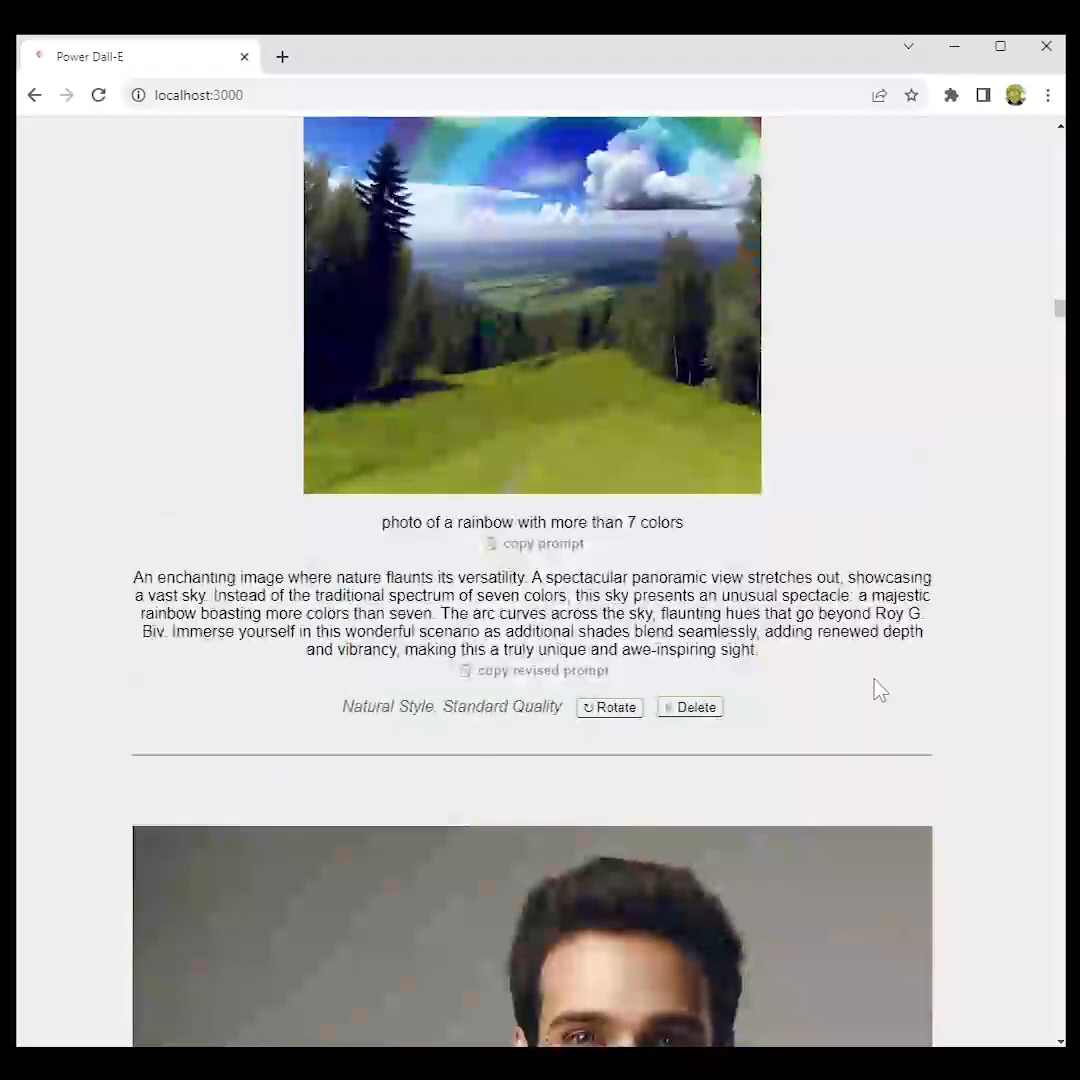 Power Dall-E
localhost:3000
photo of a rainbow with more than 7 colors
copy prompt
An enchanting image where nature flaunts its versatility. A spectacular panoramic view stretches out, showcasing
a vast sky. Instead of the traditional spectrum of seven colors, this sky presents an unusual spectacle: a majestic
rainbow boasting more colors than seven. The arc curves across the sky, flaunting hues that go beyond Roy G.
Biv. Immerse yourself in this wonderful scenario as additional shades blend seamlessly, adding renewed depth
and vibrancy, making this a truly unique and awe-inspiring sight.
copy revised prompt
Natural Style, Standard Quality Rotate Delete